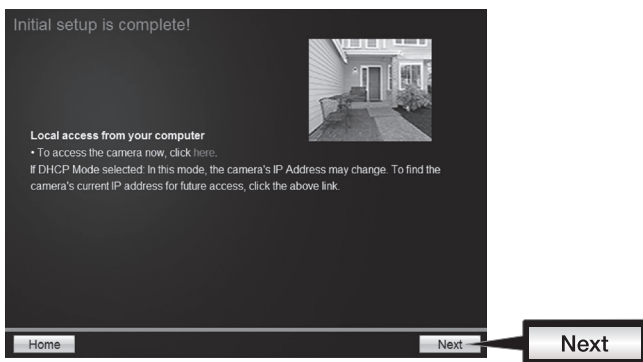 Initial setup is complete!
Local access from your computer
• To access the camera now, click here.
If DHCP Mode selected: In this mode, the camera's IP Address may change. To find the
camera's current IP address for future access, click the above link.
Home
Next
Next